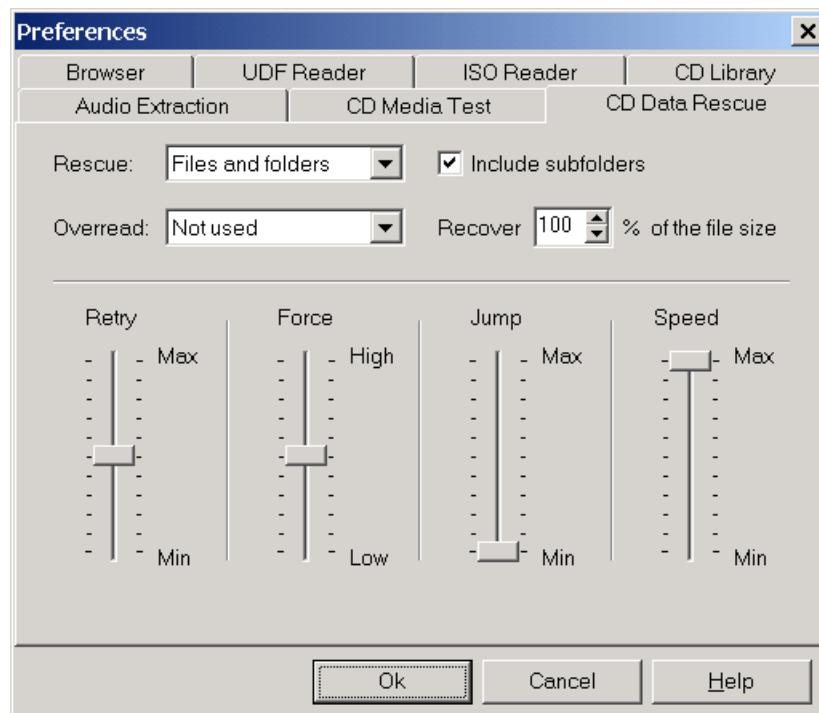 Preferences
Browser UDF Reader ISO Reader CD Library
Audio Extraction CD Media Test CD Data Rescue
Rescue: Files and folders Include subfolders
Overread: Not used Recover 100 % of the file size
Retry Force Jump Speed
Max High Max Max
Min Low Min Min
Ok Cancel Help